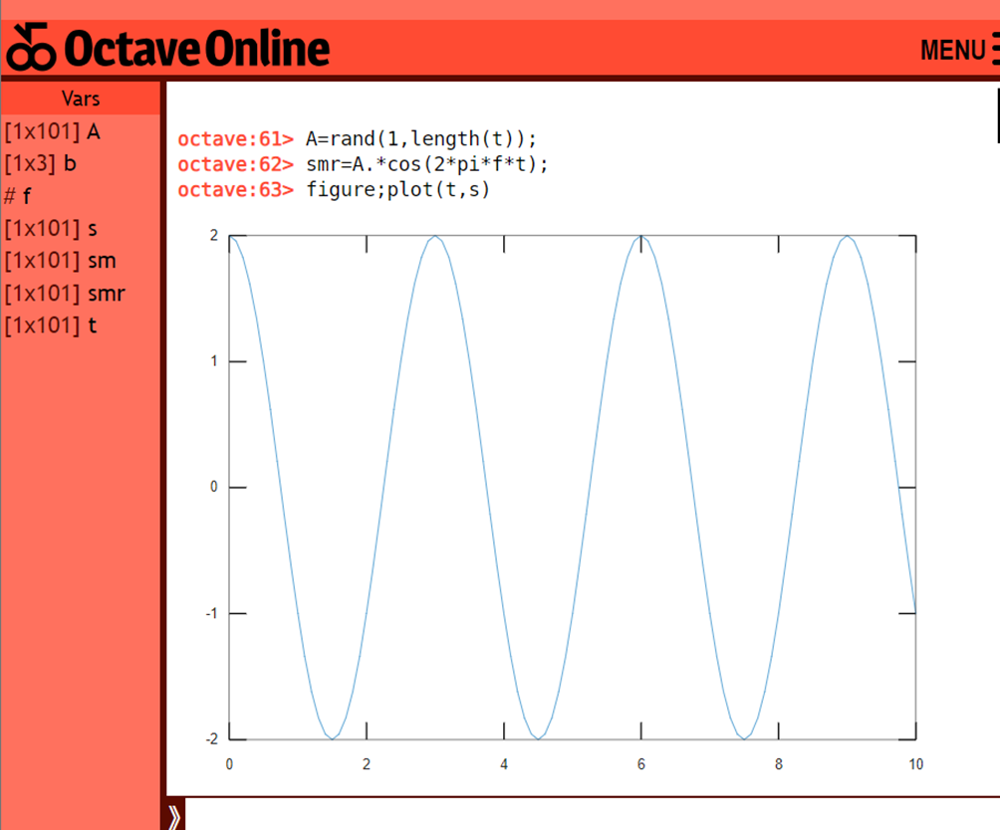 Octave Online
MENU
Vars
[1x101] A
[1x3] b
# f
[1x101] s
[1x101] sm
[1x101] smr
[1x101] t
octave:61> A=rand(1,length(t));
octave:62> smr=A.*cos(2*pi*f*t);
octave:63> figure;plot(t,s)
2
1
0
-1
-2
0 2 4 6 8 10
⟫